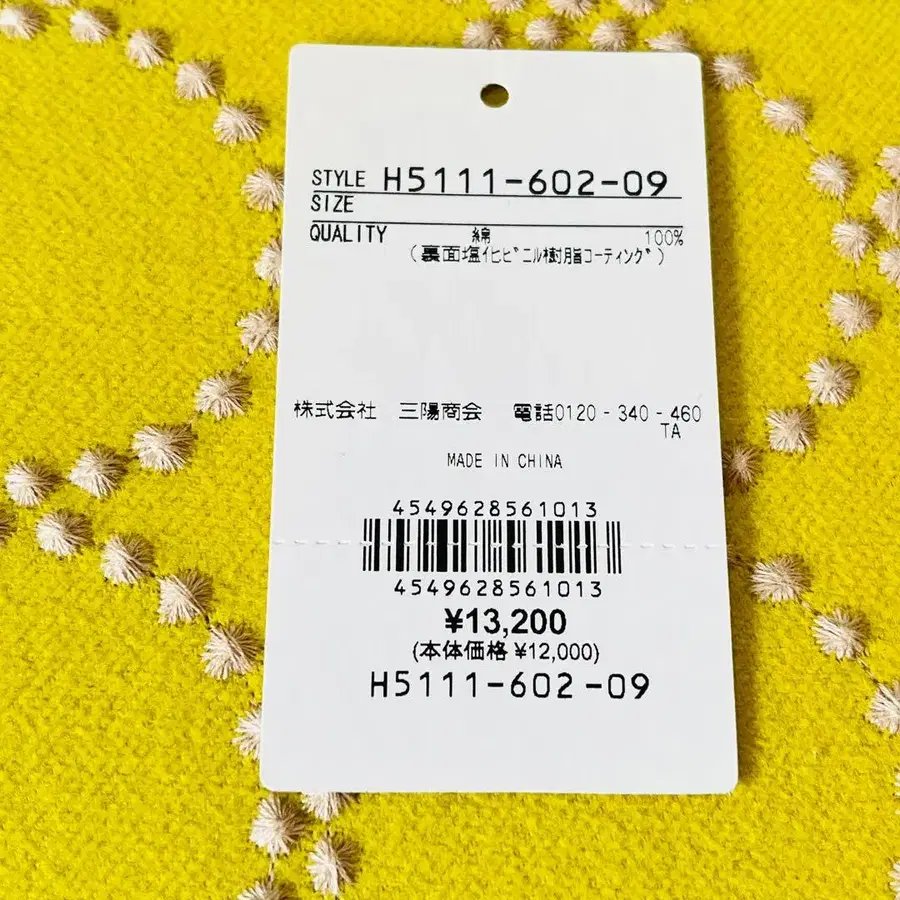 STYLE H5111-602-09
SIZE
QUALITY 綿 100%
(裏面塩化ビニル樹脂コーティング)
株式会社 三陽商会 電話0120-340-460
TA
MADE IN CHINA
4549628561013
4549628561013
¥13,200
(本体価格 ¥12,000)
H5111-602-09